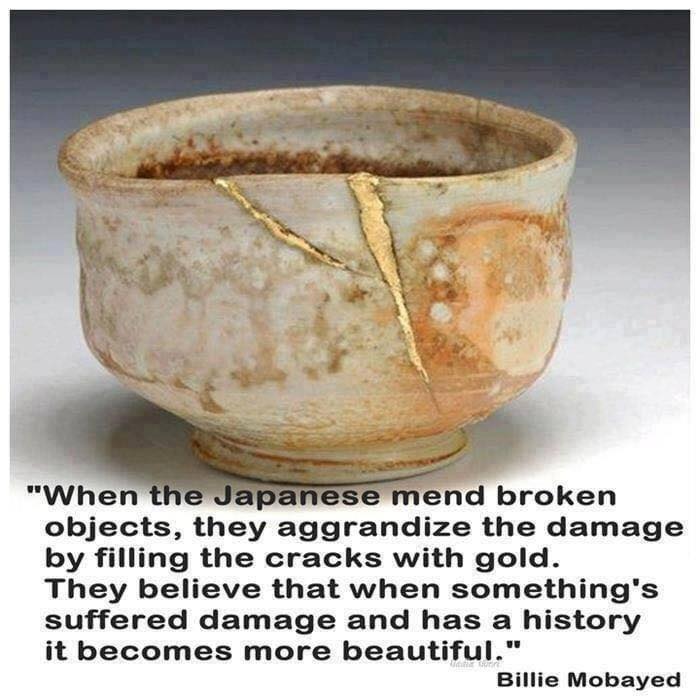 "When the Japanese mend broken
objects, they aggrandize the damage
by filling the cracks with gold.
They believe that when something's
suffered damage and has a history
it becomes more beautiful."
Billie Mobayed